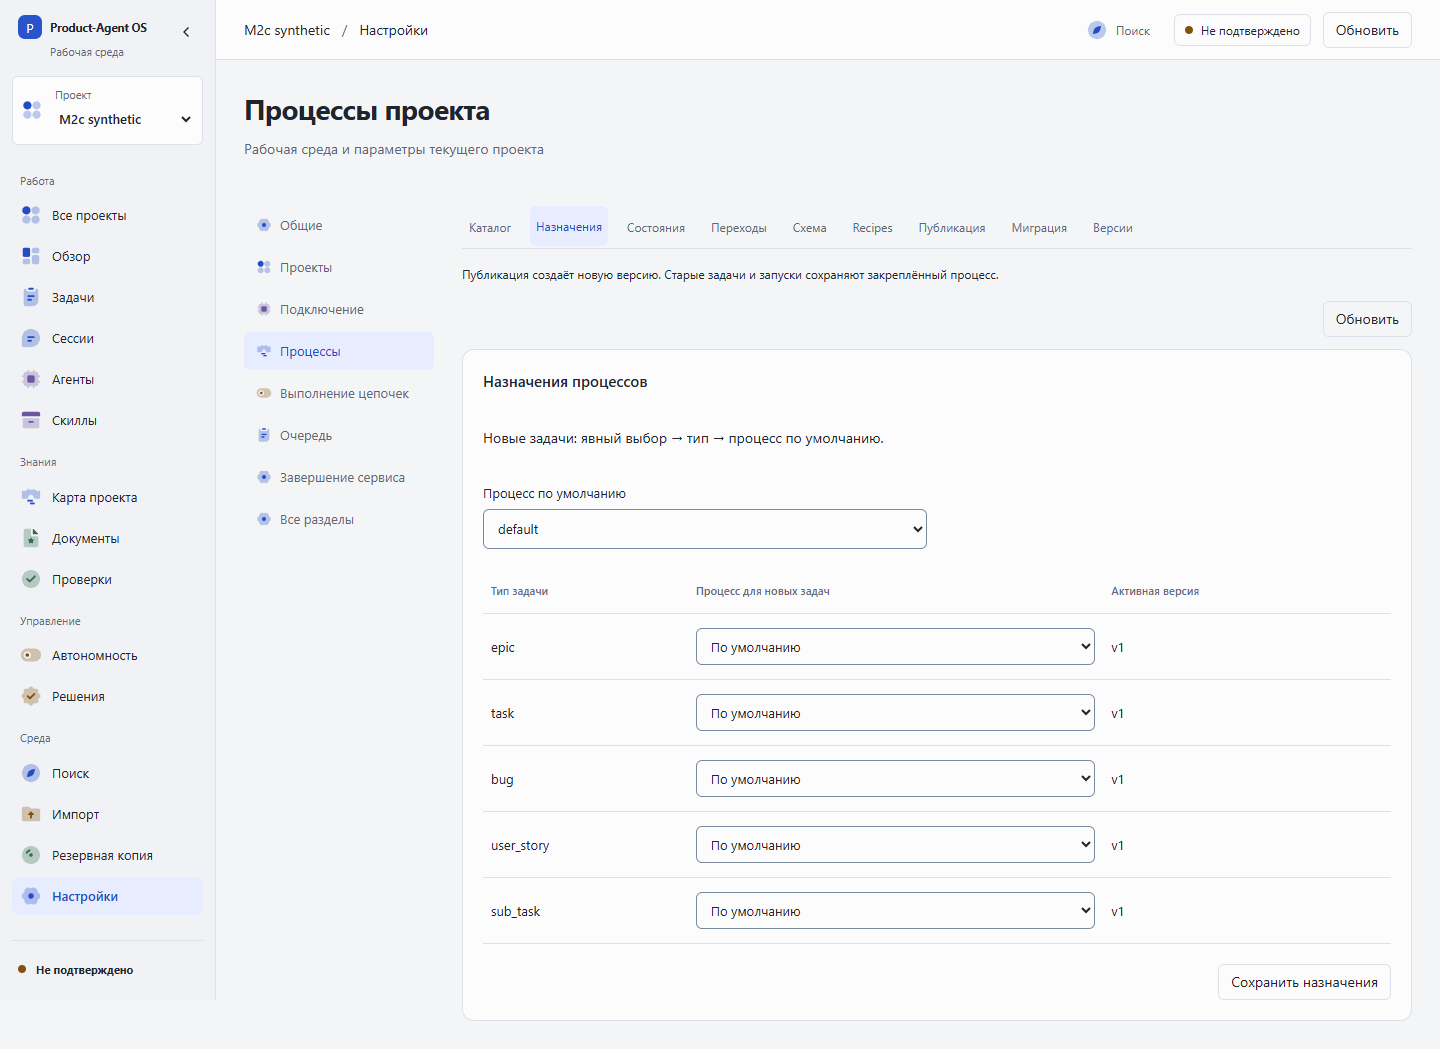 P
Product-Agent OS
Рабочая среда
Проект
M2c synthetic
Работа
Все проекты
Обзор
Задачи
Сессии
Агенты
Скиллы
Знания
Карта проекта
Документы
Проверки
Управление
Автономность
Решения
Среда
Поиск
Импорт
Резервная копия
Настройки
Не подтверждено
M2c synthetic / Настройки
Поиск
Не подтверждено
Обновить
Процессы проекта
Рабочая среда и параметры текущего проекта
Общие
Проекты
Подключение
Процессы
Выполнение цепочек
Очередь
Завершение сервиса
Все разделы
Каталог Назначения Состояния Переходы Схема Recipes Публикация Миграция Версии
Публикация создаёт новую версию. Старые задачи и запуски сохраняют закреплённый процесс.
Обновить
Назначения процессов
Новые задачи: явный выбор → тип → процесс по умолчанию.
Процесс по умолчанию
default
Тип задачи Процесс для новых задач Активная версия
epic По умолчанию v1
task По умолчанию v1
bug По умолчанию v1
user_story По умолчанию v1
sub_task По умолчанию v1
Сохранить назначения